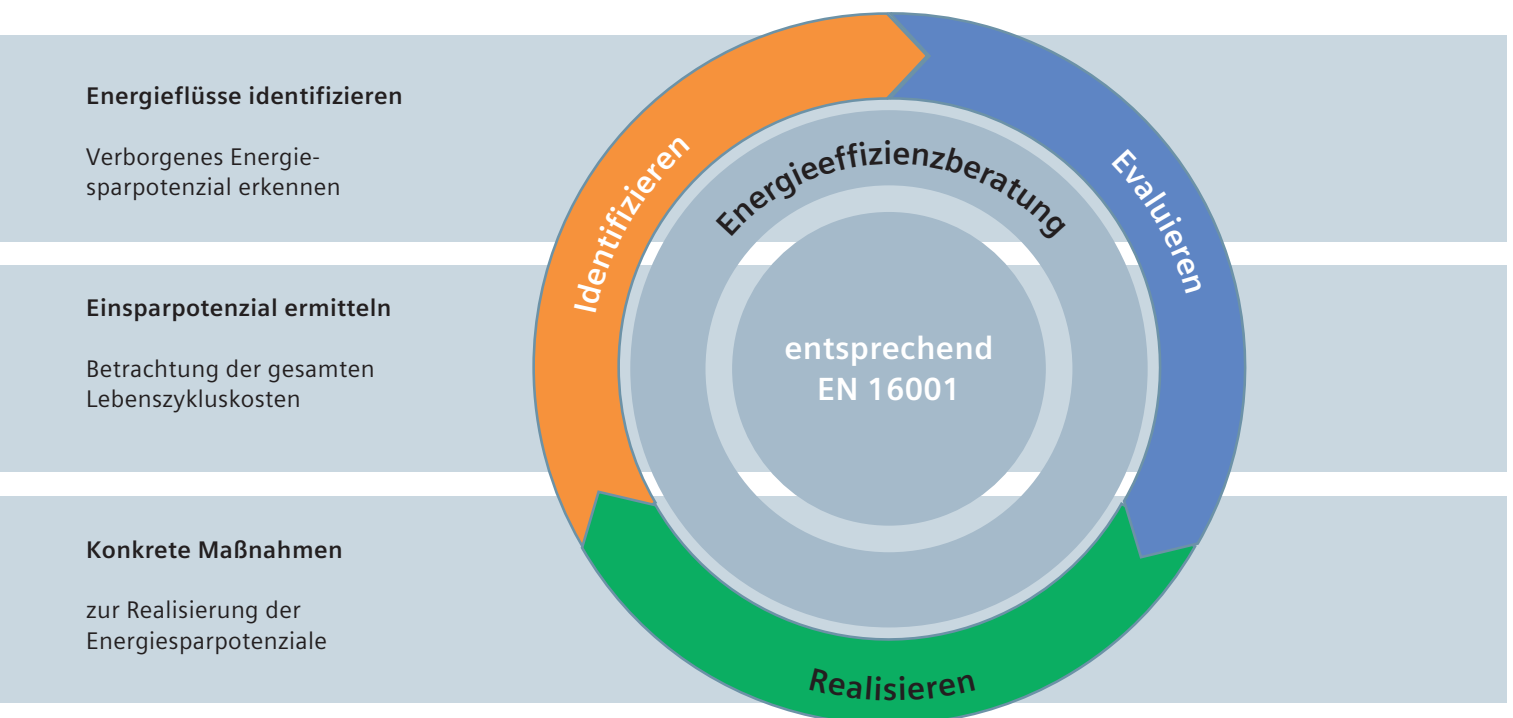 Energieflüsse identifizieren
Verborgenes Energie-
sparpotenzial erkennen
Einsparpotenzial ermitteln
Betrachtung der gesamten
Lebenszykluskosten
Konkrete Maßnahmen
zur Realisierung der
Energiesparpotenziale
Identifizieren
Evaluieren
Realisieren
Energieeffizienzberatung
entsprechend
EN 16001